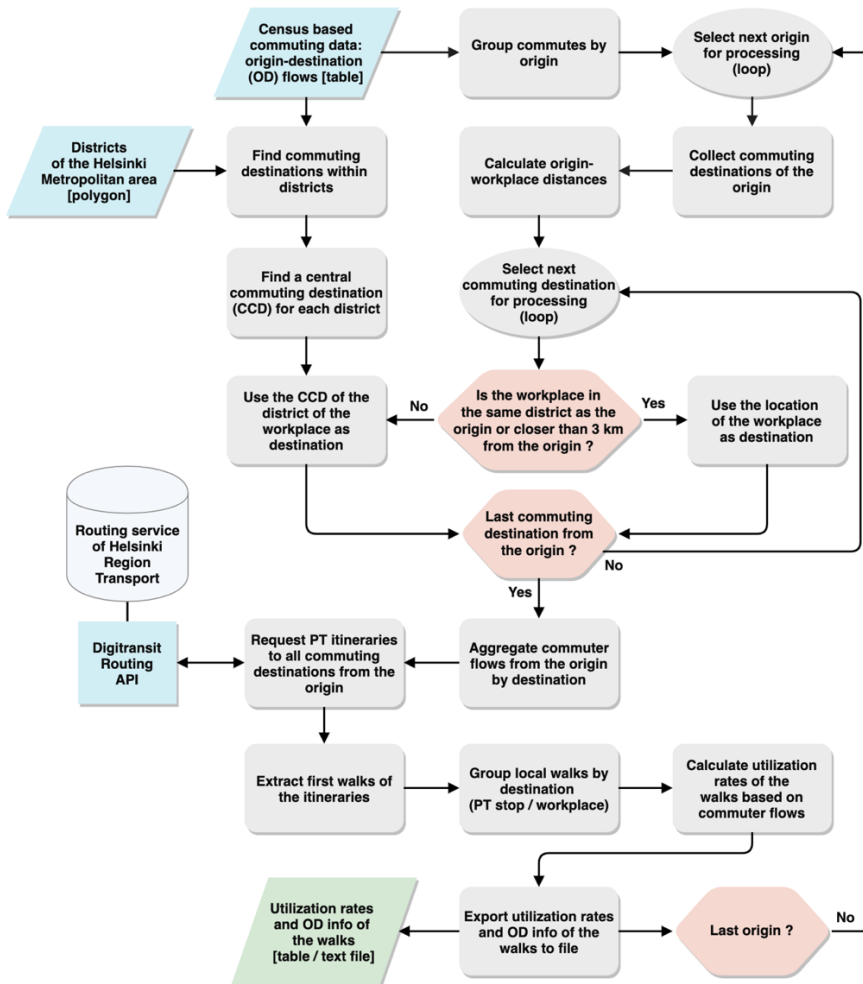 Census based
commuting data:
origin-destination
(OD) flows [table]
Group commutes by
origin
Select next origin
for processing
(loop)
Districts
of the Helsinki
Metropolitan area
[polygon]
Find commuting
destinations within
districts
Calculate origin-
workplace distances
Collect commuting
destinations of the
origin
Find a central
commuting destination
(CCD) for each district
Select next
commuting destination
for processing
(loop)
Use the CCD of the
district of the
workplace as
destination
No
Is the workplace in
the same district as the
origin or closer than 3 km
from the origin ?
Yes
Use the location
of the workplace
as destination
Routing service
of Helsinki
Region
Transport
Last commuting
destination from
the origin ?
No
Yes
Digitransit
Routing
API
Request PT itineraries
to all commuting
destinations from the
origin
Aggregate commuter
flows from the origin
by destination
Extract first walks of
the itineraries
Group local walks by
destination
(PT stop / workplace)
Calculate utilization
rates of the
walks based on
commuter flows
Utilization rates
and OD info of
the walks
[table / text file]
Export utilization rates
and OD info of the
walks to file
Last origin ?
No